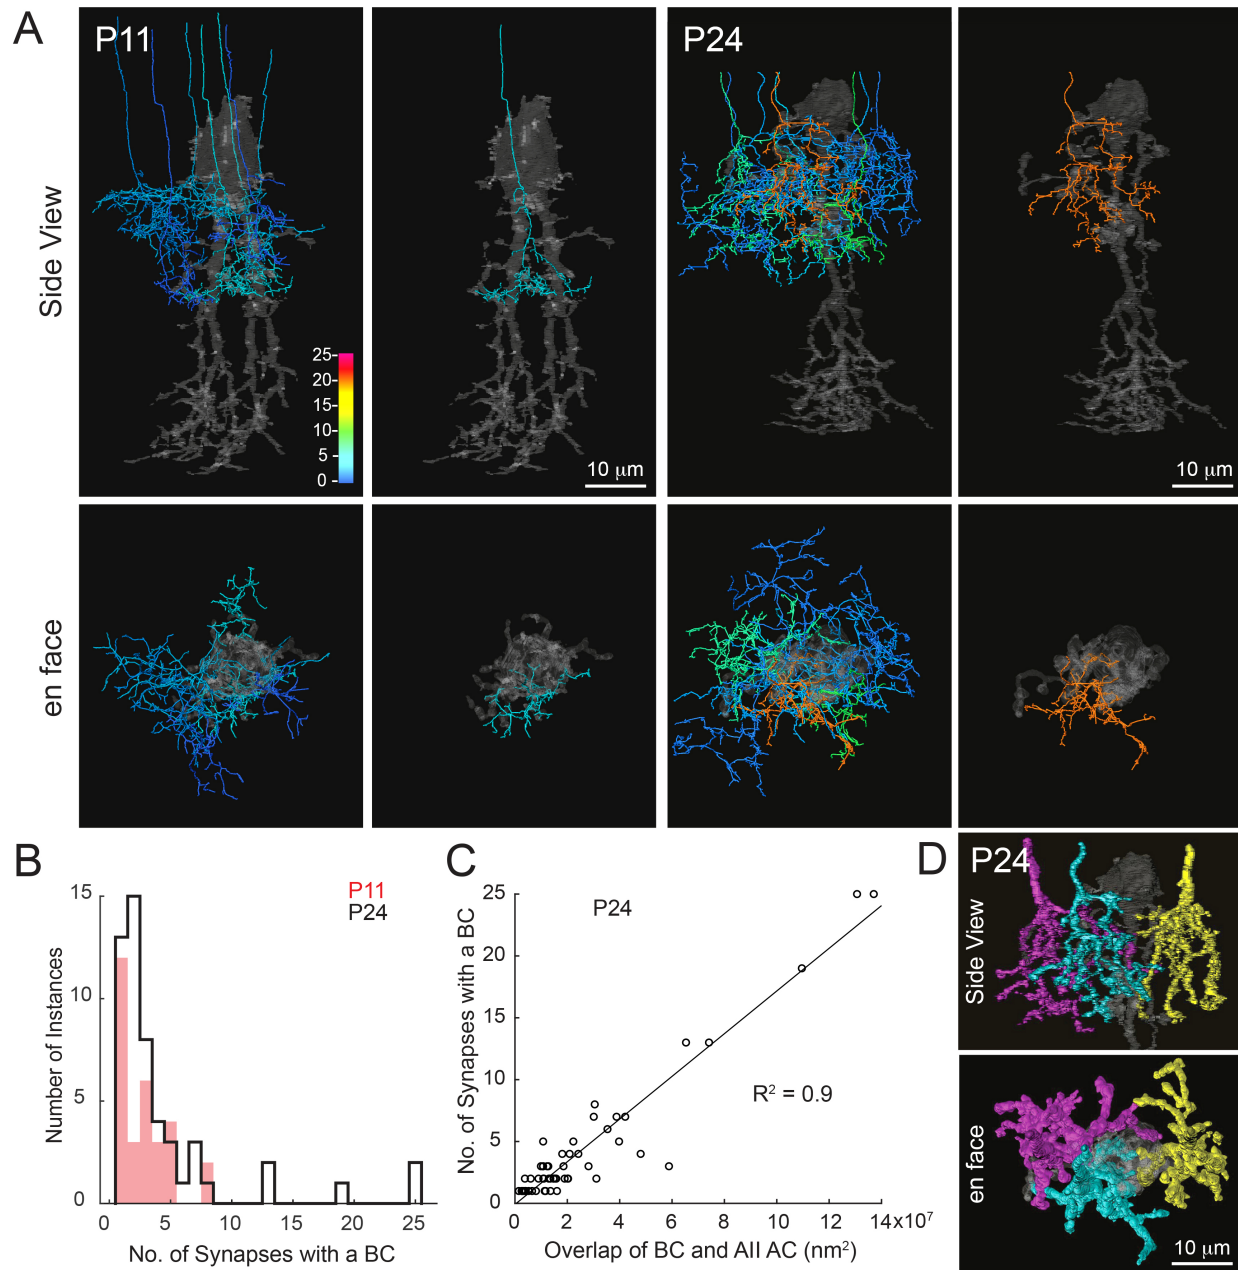 A
P11
P24
Side View
25
20
15
10
5
0
10 μm
10 μm
en face
B
P11
P24
15
10
5
0
Number of Instances
0 5 10 15 20 25
No. of Synapses with a BC
C
P24
25
20
15
10
5
0
No. of Synapses with a BC
R² = 0.9
0 2 4 6 8 10 12 14x10⁷
Overlap of BC and AII AC (nm²)
D
P24
Side View
en face
10 μm